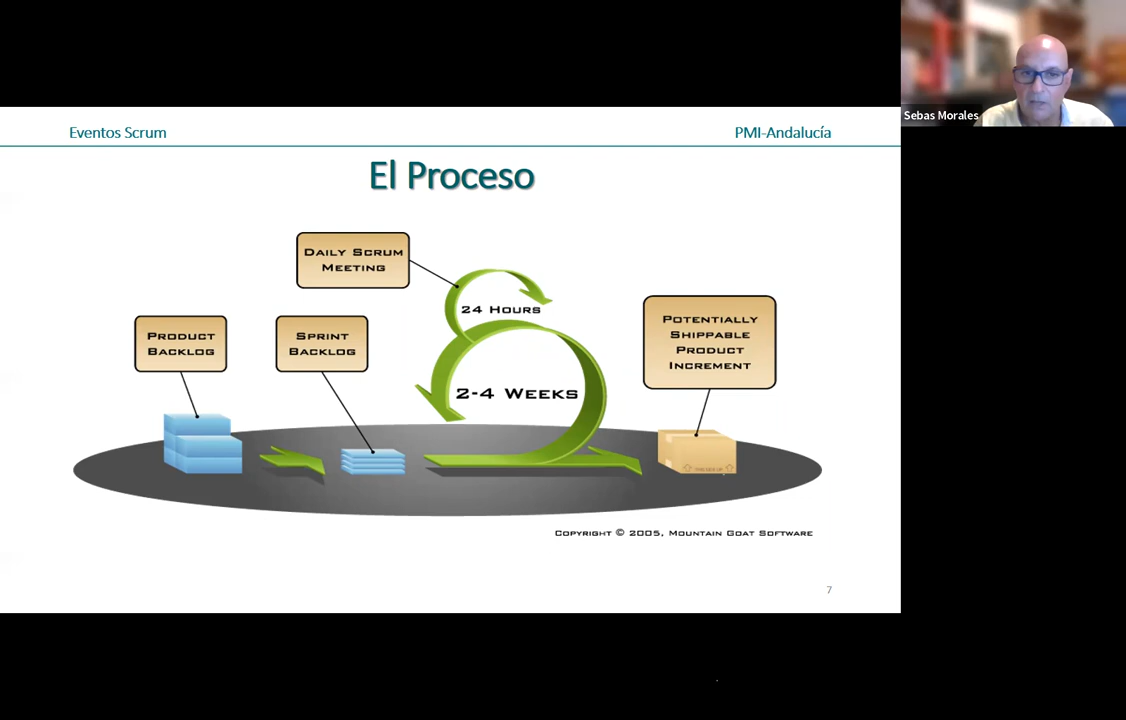 Eventos Scrum
PMI-Andalucía
El Proceso
DAILY SCRUM
MEETING
24 HOURS
PRODUCT
BACKLOG
SPRINT
BACKLOG
2-4 WEEKS
POTENTIALLY
SHIPPABLE
PRODUCT
INCREMENT
COPYRIGHT © 2005, MOUNTAIN GOAT SOFTWARE
7
Sebas Morales